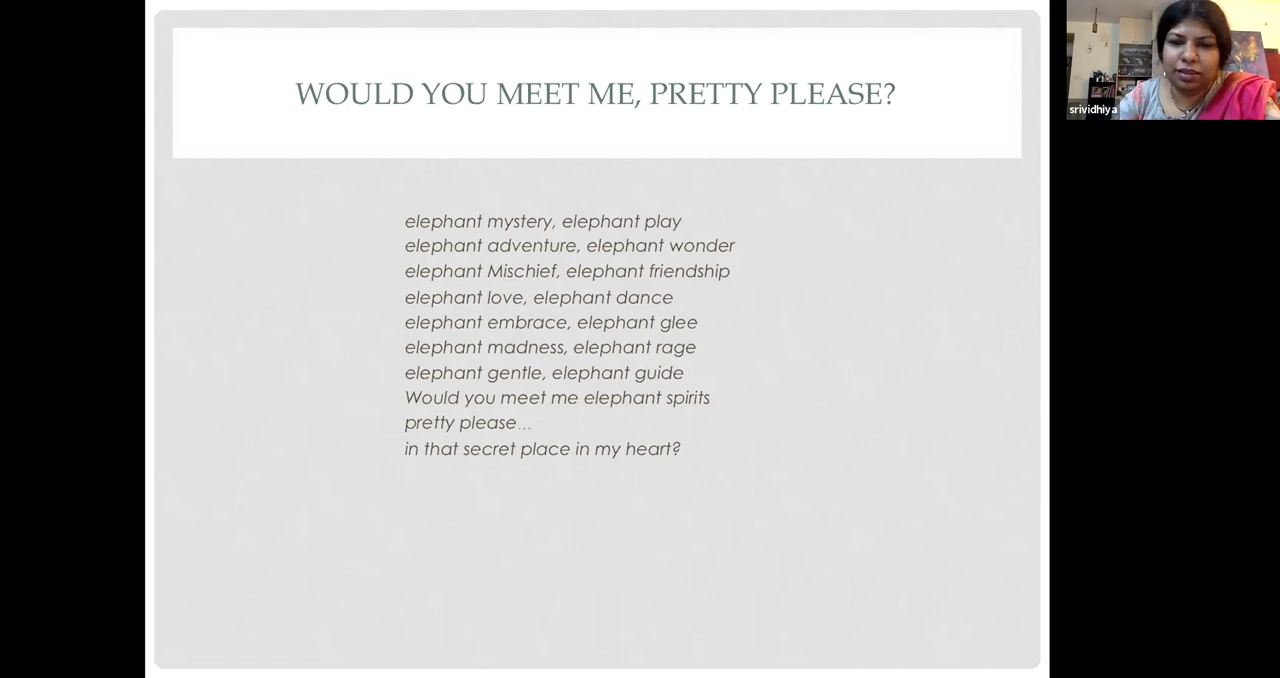 WOULD YOU MEET ME, PRETTY PLEASE?
elephant mystery, elephant play
elephant adventure, elephant wonder
elephant Mischief, elephant friendship
elephant love, elephant dance
elephant embrace, elephant glee
elephant madness, elephant rage
elephant gentle, elephant guide
Would you meet me elephant spirits
pretty please...
in that secret place in my heart?
srividhiya